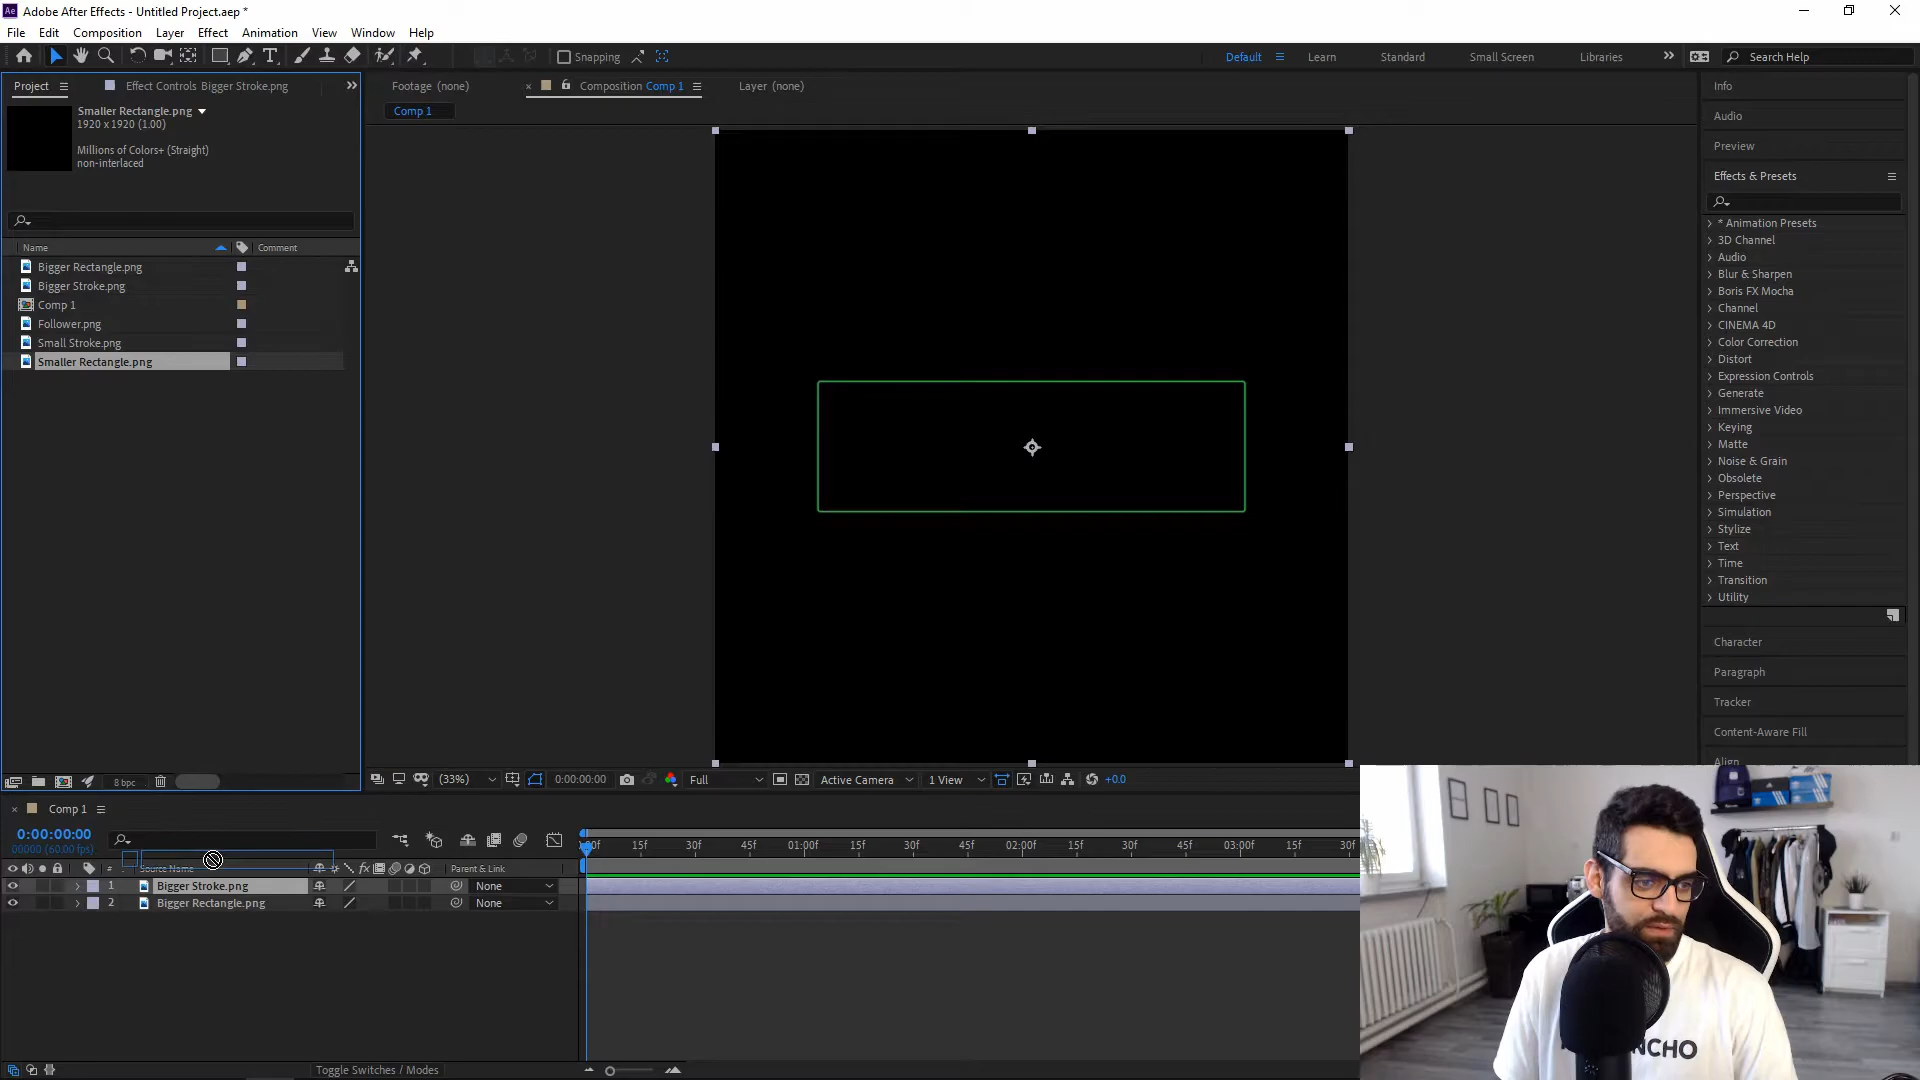 Adobe After Effects - Untitled Project.aep *
File Edit Composition Layer Effect Animation View Window Help
Snapping
Default Learn Standard Small Screen Libraries Search Help
Project Effect Controls Bigger Stroke.png
Footage (none) Composition Comp 1 Layer (none)
Comp 1
Smaller Rectangle.png
1920 x 1920 (1.00)
Millions of Colors+ (Straight)
non-interlaced
Name Comment
Bigger Rectangle.png
Bigger Stroke.png
Comp 1
Follower.png
Small Stroke.png
Smaller Rectangle.png
8 bpc
Info
Audio
Preview
Effects & Presets
* Animation Presets
3D Channel
Audio
Blur & Sharpen
Boris FX Mocha
Channel
CINEMA 4D
Color Correction
Distort
Expression Controls
Generate
Immersive Video
Keying
Matte
Noise & Grain
Obsolete
Perspective
Simulation
Stylize
Text
Time
Transition
Utility
Character
Paragraph
Tracker
Content-Aware Fill
Align
(33%) 0:00:00:00 Full Active Camera 1 View +0.0
Comp 1
0:00:00:00
00000 (60.00 fps)
:00f 15f 30f 45f 01:00f 15f 30f 45f 02:00f 15f 30f 45f 03:00f 15f 30f
# Source Name fx Parent & Link
1 Bigger Stroke.png None
2 Bigger Rectangle.png None
Toggle Switches / Modes
NCHO